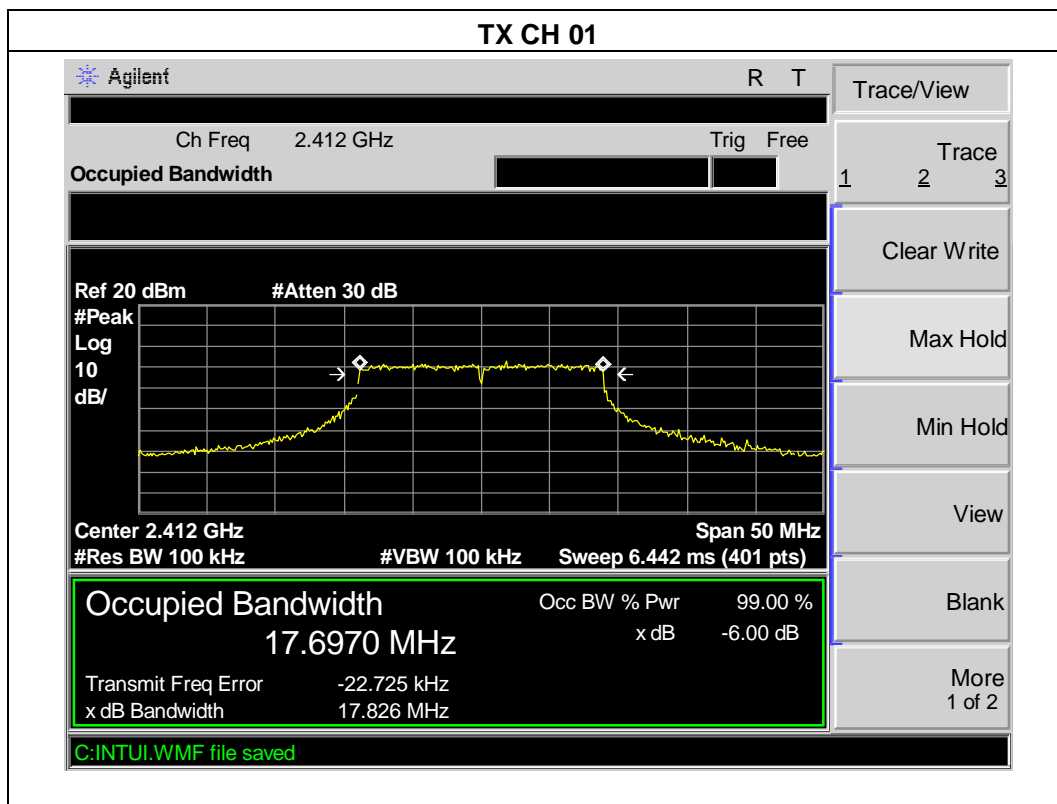 TX CH 01
Agilent R T
Trace/View
Ch Freq 2.412 GHz Trig Free
Occupied Bandwidth
Trace
1 2 3
Clear Write
Ref 20 dBm #Atten 30 dB
#Peak
Log
10
dB/
Max Hold
Min Hold
View
Center 2.412 GHz Span 50 MHz
#Res BW 100 kHz #VBW 100 kHz Sweep 6.442 ms (401 pts)
Occupied Bandwidth Occ BW % Pwr 99.00 %
17.6970 MHz x dB -6.00 dB
Blank
Transmit Freq Error -22.725 kHz
x dB Bandwidth 17.826 MHz
More
1 of 2
C:INTUI.WMF file saved